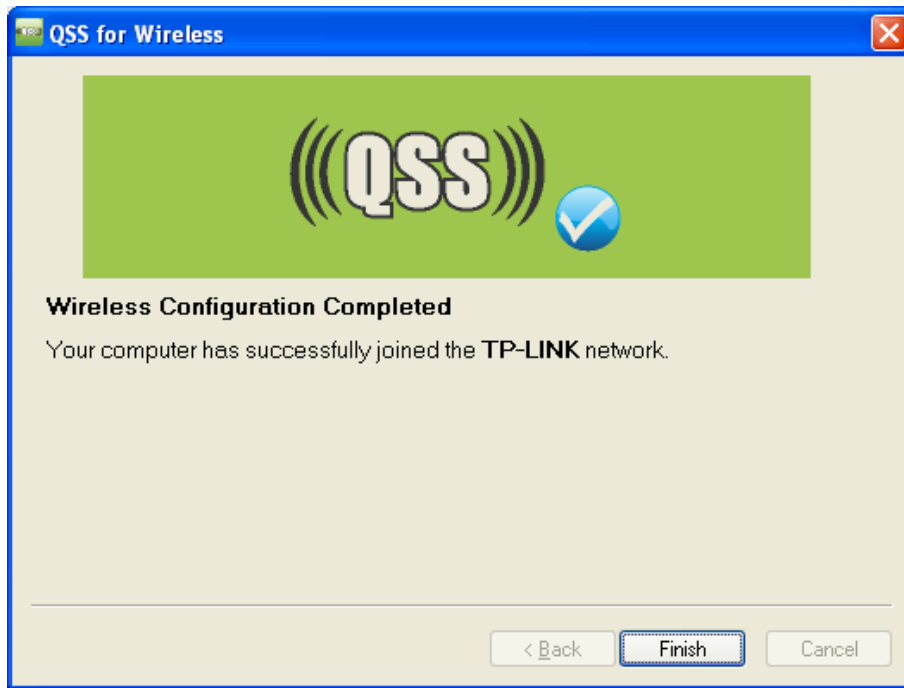 QSS for Wireless
(((QSS)))
Wireless Configuration Completed
Your computer has successfully joined the TP-LINK network.
< Back Finish Cancel